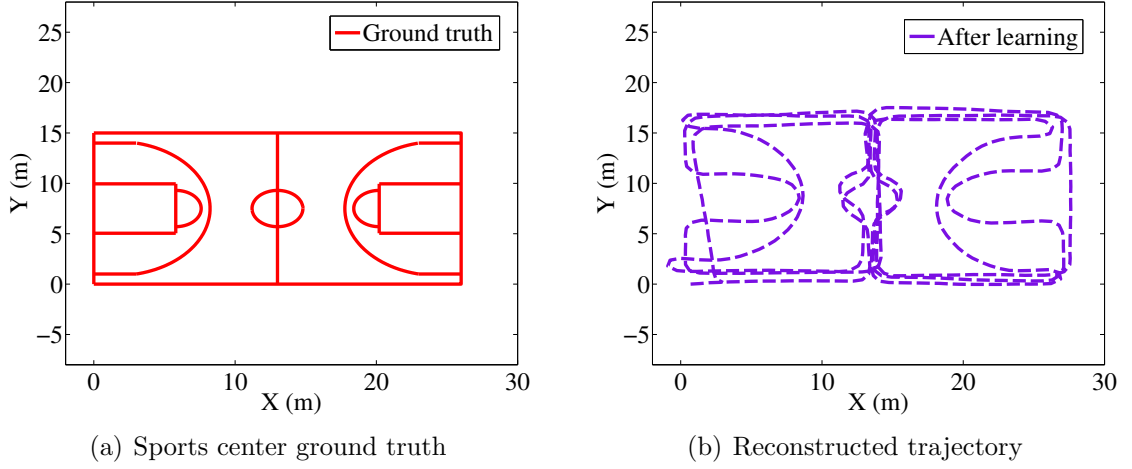 Ground truth
25
20
15
10
5
0
−5
Y (m)
0
10
20
30
X (m)
(a) Sports center ground truth
After learning
25
20
15
10
5
0
−5
Y (m)
0
10
20
30
X (m)
(b) Reconstructed trajectory